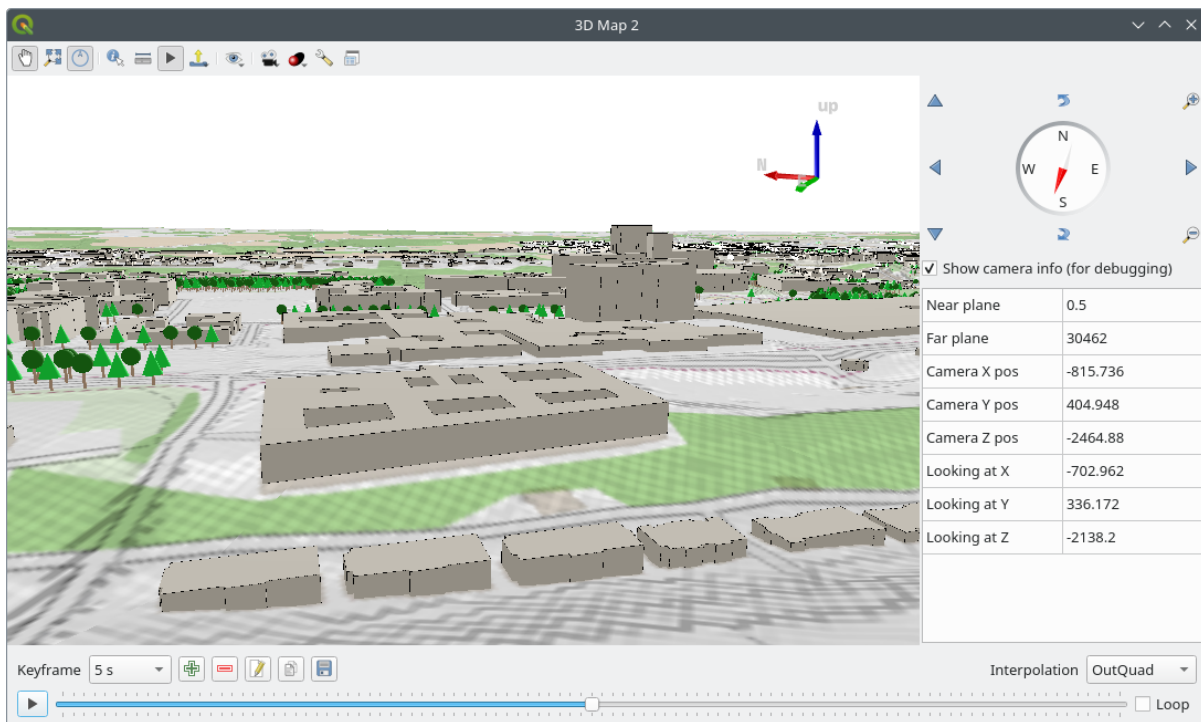 3D Map 2
up
N
N
W E
S
Show camera info (for debugging)
Near plane 0.5
Far plane 30462
Camera X pos -815.736
Camera Y pos 404.948
Camera Z pos -2464.88
Looking at X -702.962
Looking at Y 336.172
Looking at Z -2138.2
Keyframe 5 s Interpolation OutQuad
Loop